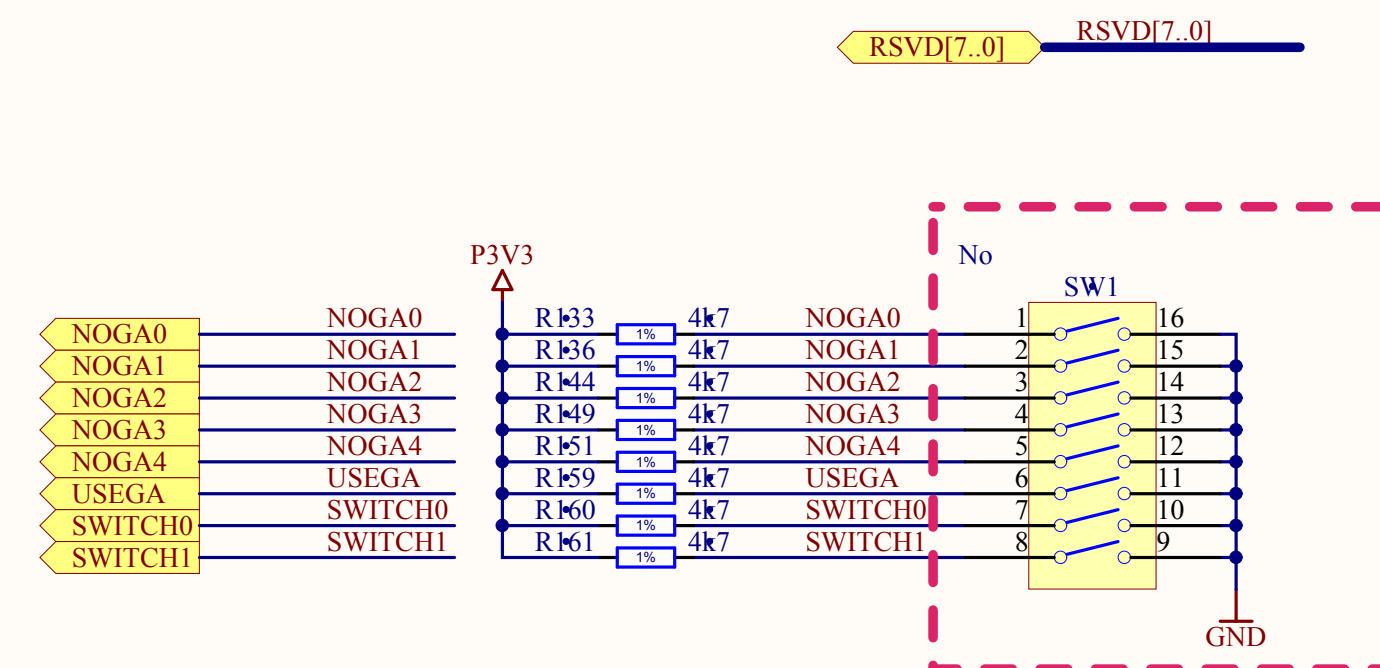 RSVD[7..0] RSVD[7..0]
No
P3V3
SW1
NOGA0 NOGA0 R133 1% 4k7 NOGA0 1 16
NOGA1 NOGA1 R136 1% 4k7 NOGA1 2 15
NOGA2 NOGA2 R144 1% 4k7 NOGA2 3 14
NOGA3 NOGA3 R149 1% 4k7 NOGA3 4 13
NOGA4 NOGA4 R151 1% 4k7 NOGA4 5 12
USEGA USEGA R159 1% 4k7 USEGA 6 11
SWITCH0 SWITCH0 R160 1% 4k7 SWITCH0 7 10
SWITCH1 SWITCH1 R161 1% 4k7 SWITCH1 8 9
GND